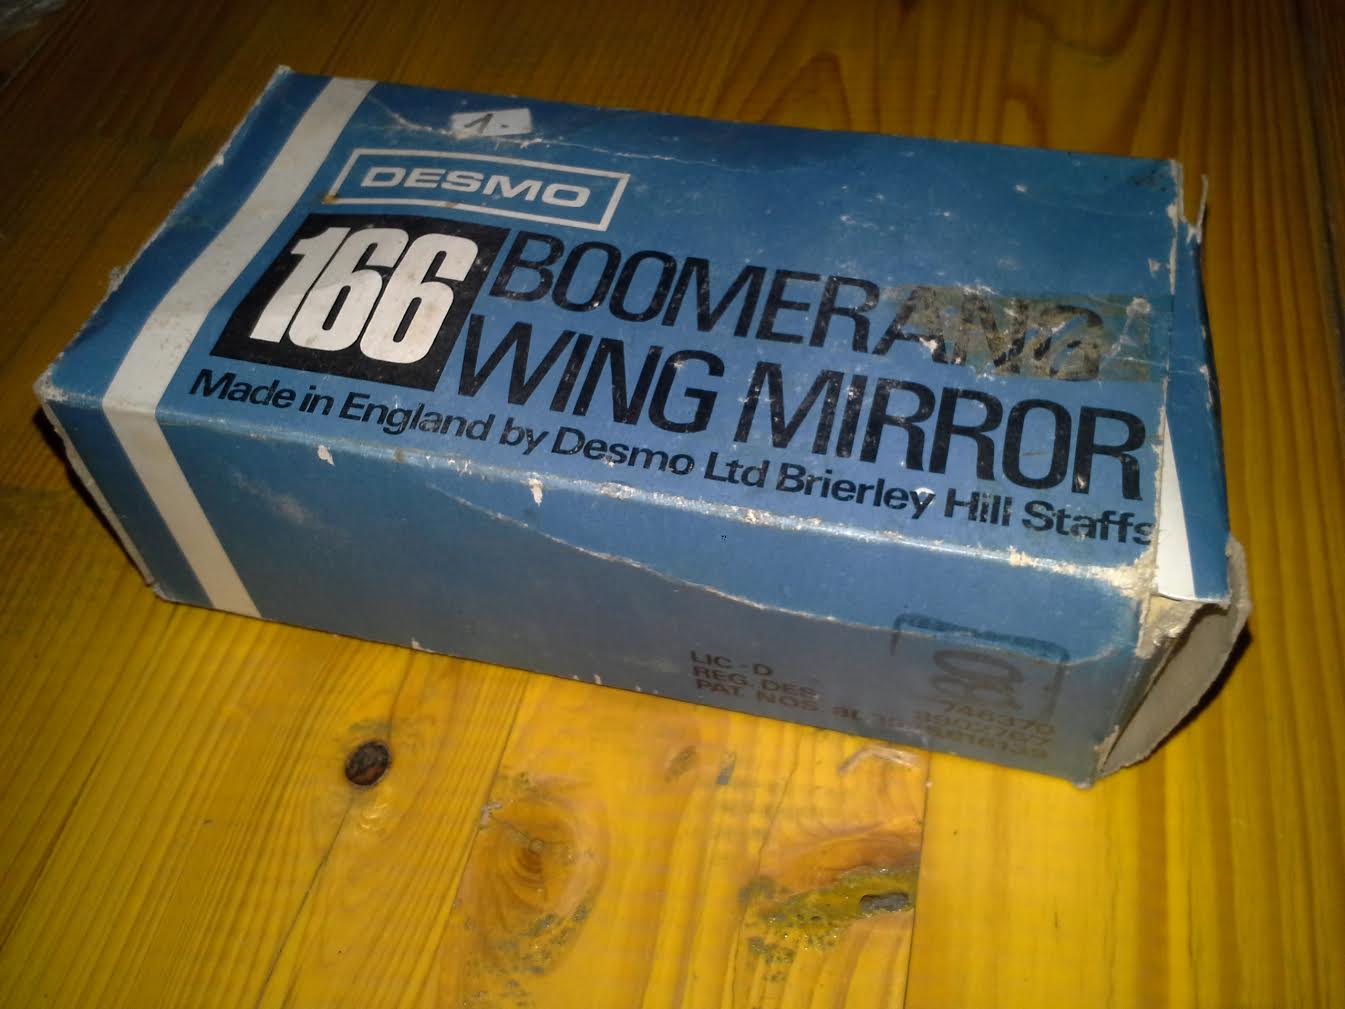 1.-
DESMO
166
BOOMERANG
WING MIRROR
Made in England by Desmo Ltd Brierley Hill Staffs
LIC - D
REG. DES. 746370
PAT. NOS.